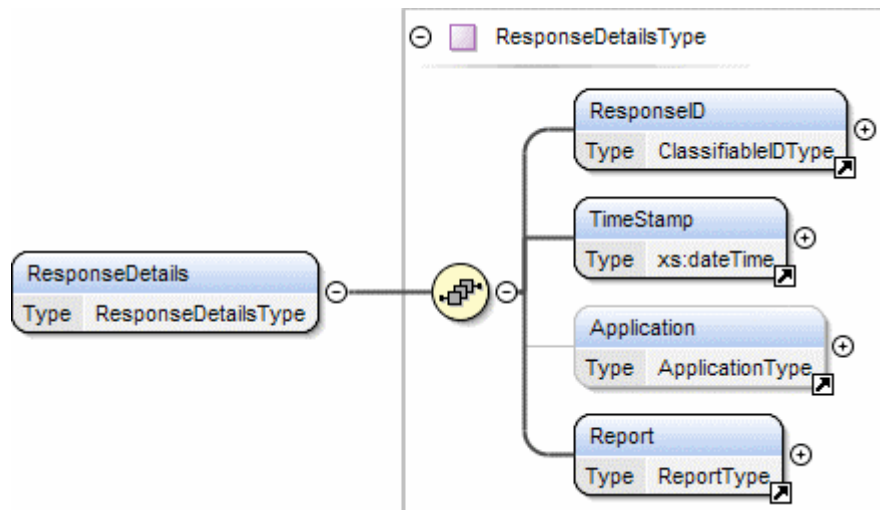 ResponseDetailsType
ResponseID
Type ClassifiableIDType
TimeStamp
Type xs:dateTime
ResponseDetails
Type ResponseDetailsType
Application
Type ApplicationType
Report
Type ReportType